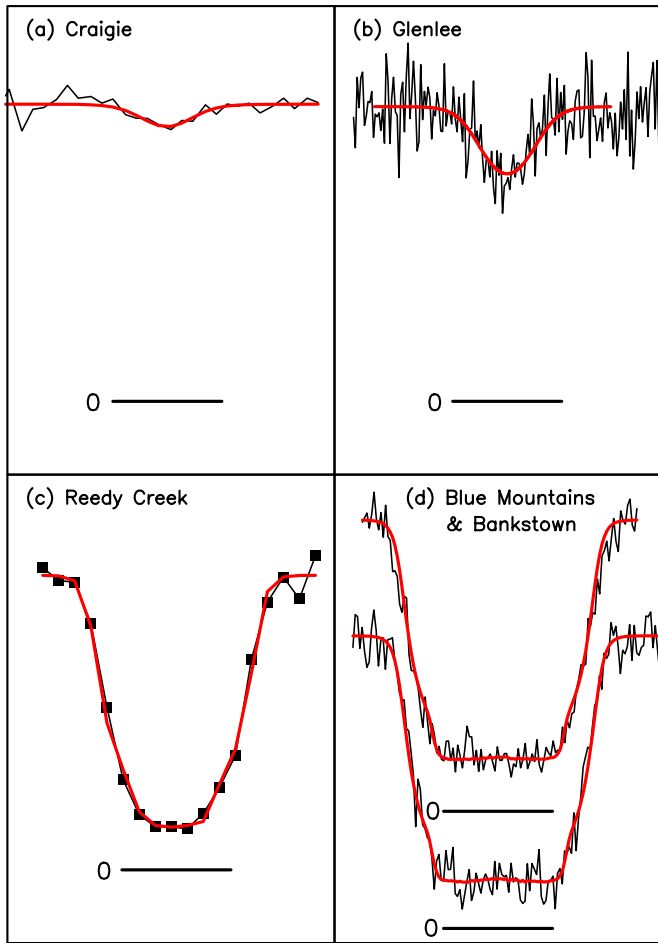 (a) Craigie
(b) Glenlee
0
0
(c) Reedy Creek
(d) Blue Mountains
& Bankstown
0
0
0